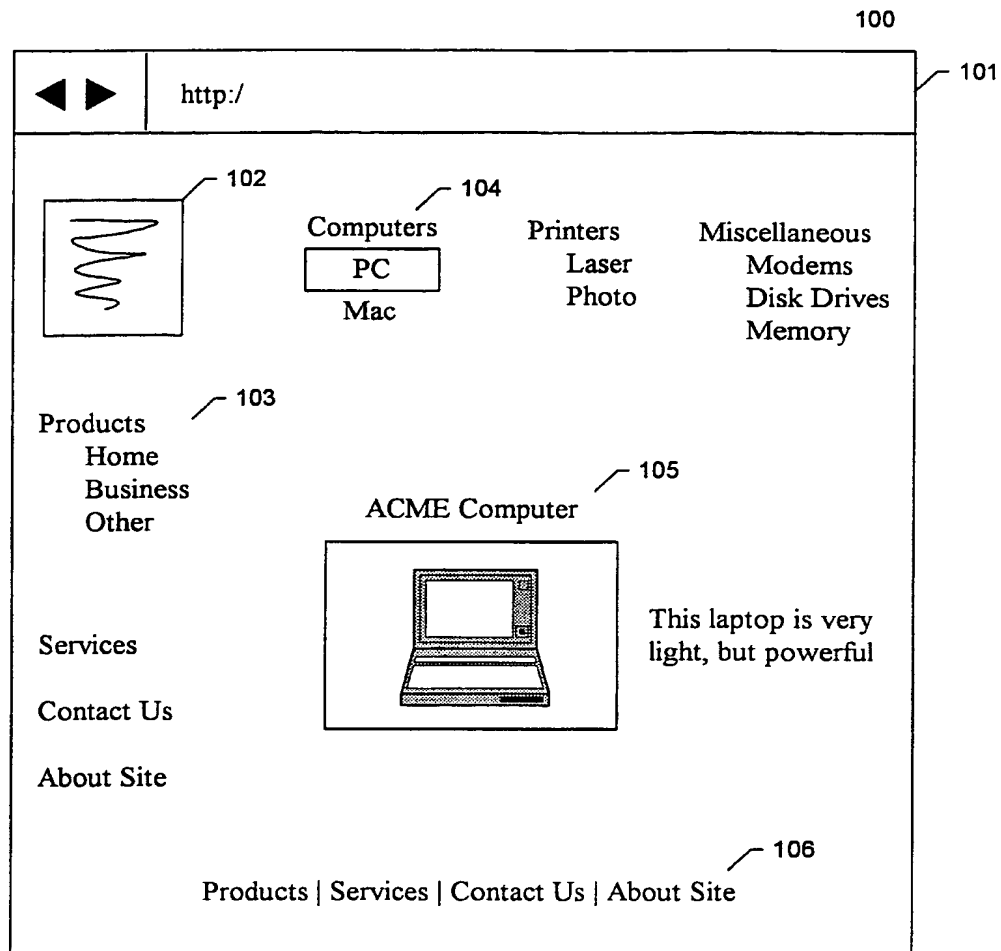 100
101
http:/
102
104
Computers
PC
Mac
Printers
Laser
Photo
Miscellaneous
Modems
Disk Drives
Memory
103
Products
Home
Business
Other
Services
Contact Us
About Site
105
ACME Computer
This laptop is very
light, but powerful
106
Products | Services | Contact Us | About Site